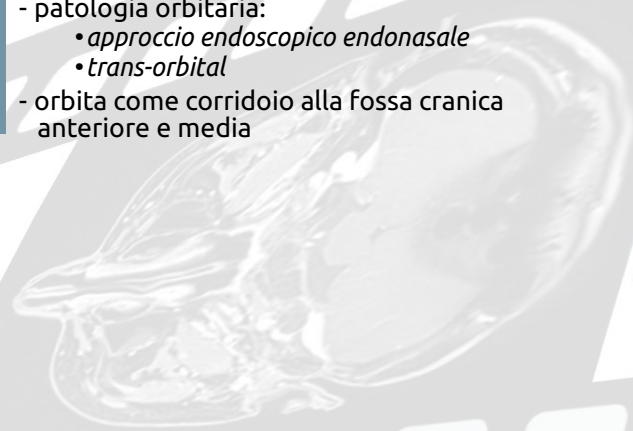 - patologia orbitaria:
• approccio endoscopico endonasale
• trans-orbital
- orbita come corridoio alla fossa cranica
anteriore e media